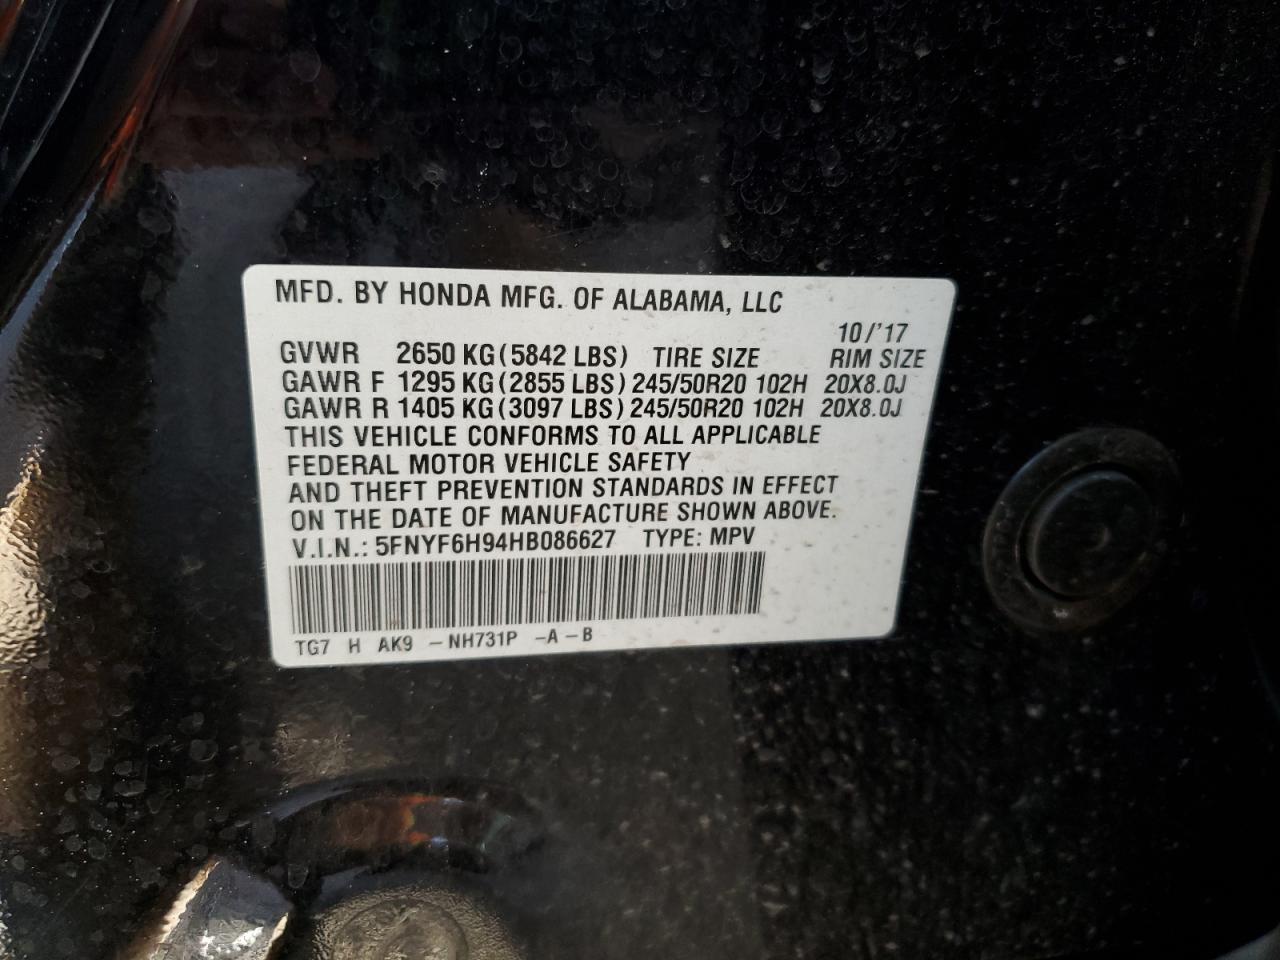 MFD. BY HONDA MFG. OF ALABAMA, LLC
10/'17
GVWR 2650 KG(5842 LBS) TIRE SIZE RIM SIZE
GAWR F 1295 KG(2855 LBS) 245/50R20 102H 20X8.0J
GAWR R 1405 KG(3097 LBS) 245/50R20 102H 20X8.0J
THIS VEHICLE CONFORMS TO ALL APPLICABLE
FEDERAL MOTOR VEHICLE SAFETY
AND THEFT PREVENTION STANDARDS IN EFFECT
ON THE DATE OF MANUFACTURE SHOWN ABOVE.
V.I.N.: 5FNYF6H94HB086627 TYPE: MPV
TG7 H AK9 - NH731P -A-B